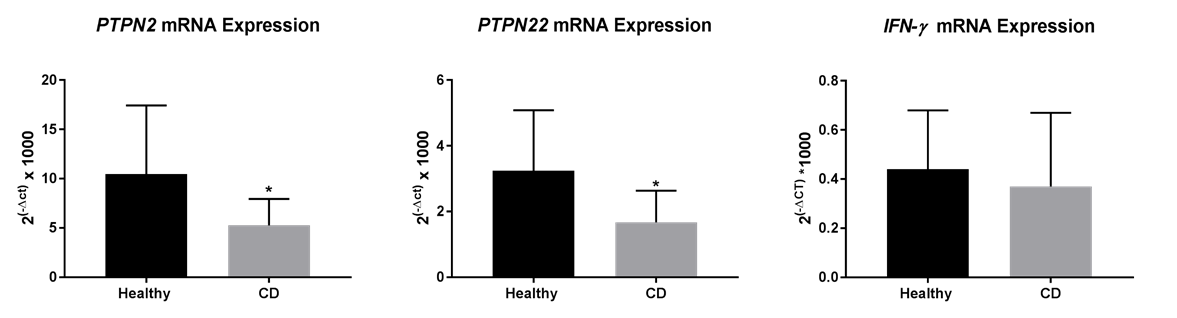 PTPN2 mRNA Expression
2(-Δct) x 1000
20
15
10
5
0
*
Healthy
CD
PTPN22 mRNA Expression
2(-Δct) x 1000
6
4
2
0
*
Healthy
CD
IFN-γ mRNA Expression
2(-ΔCT) *1000
0.8
0.6
0.4
0.2
0.0
Healthy
CD